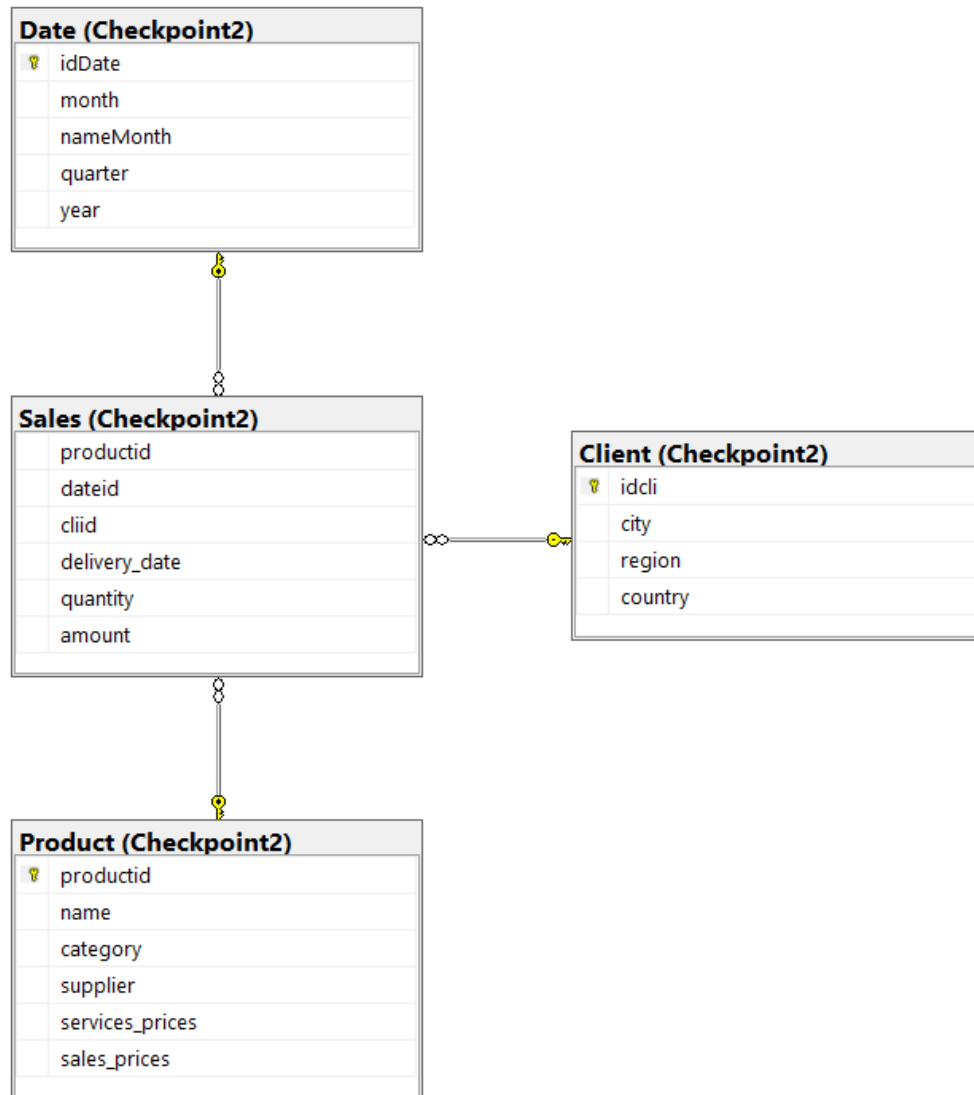 Date (Checkpoint2)
idDate
month
nameMonth
quarter
year
Sales (Checkpoint2)
productid
dateid
cliid
delivery_date
quantity
amount
Client (Checkpoint2)
idcli
city
region
country
Product (Checkpoint2)
productid
name
category
supplier
services_prices
sales_prices